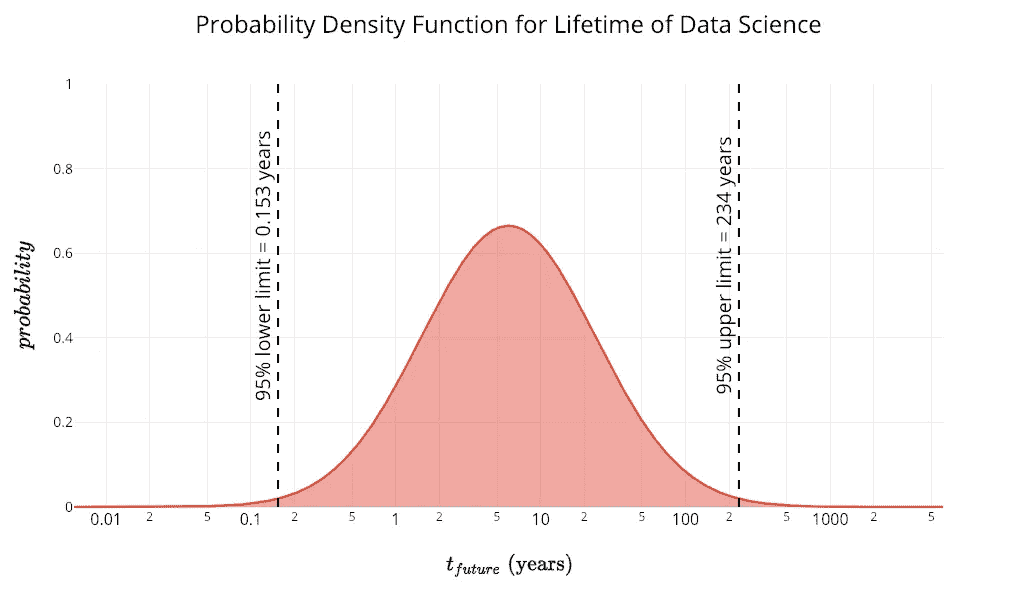 Probability Density Function for Lifetime of Data Science
1
0.8
0.6
0.4
0.2
0
probability
95% lower limit = 0.153 years
95% upper limit = 234 years
0.01 2 5 0.1 2 5 1 2 5 10 2 5 100 2 5 1000 2 5
t_future (years)